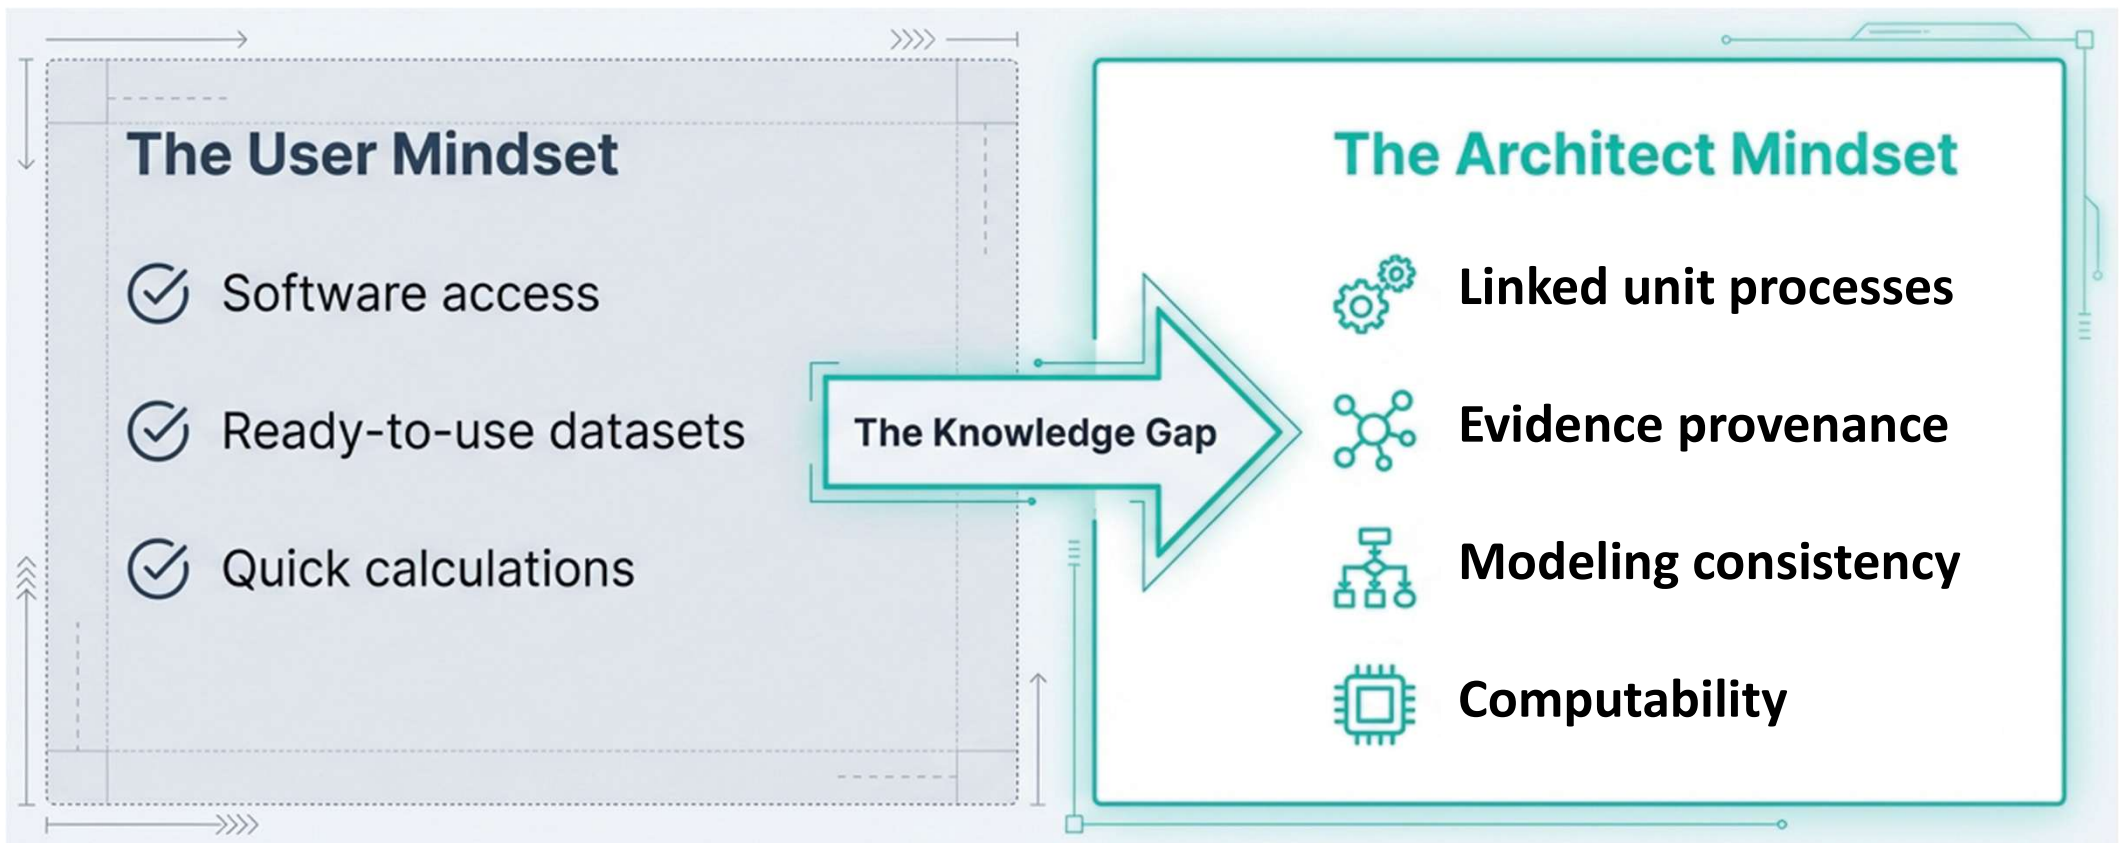 The User Mindset
Software access
Ready-to-use datasets
Quick calculations
The Knowledge Gap
The Architect Mindset
Linked unit processes
Evidence provenance
Modeling consistency
Computability